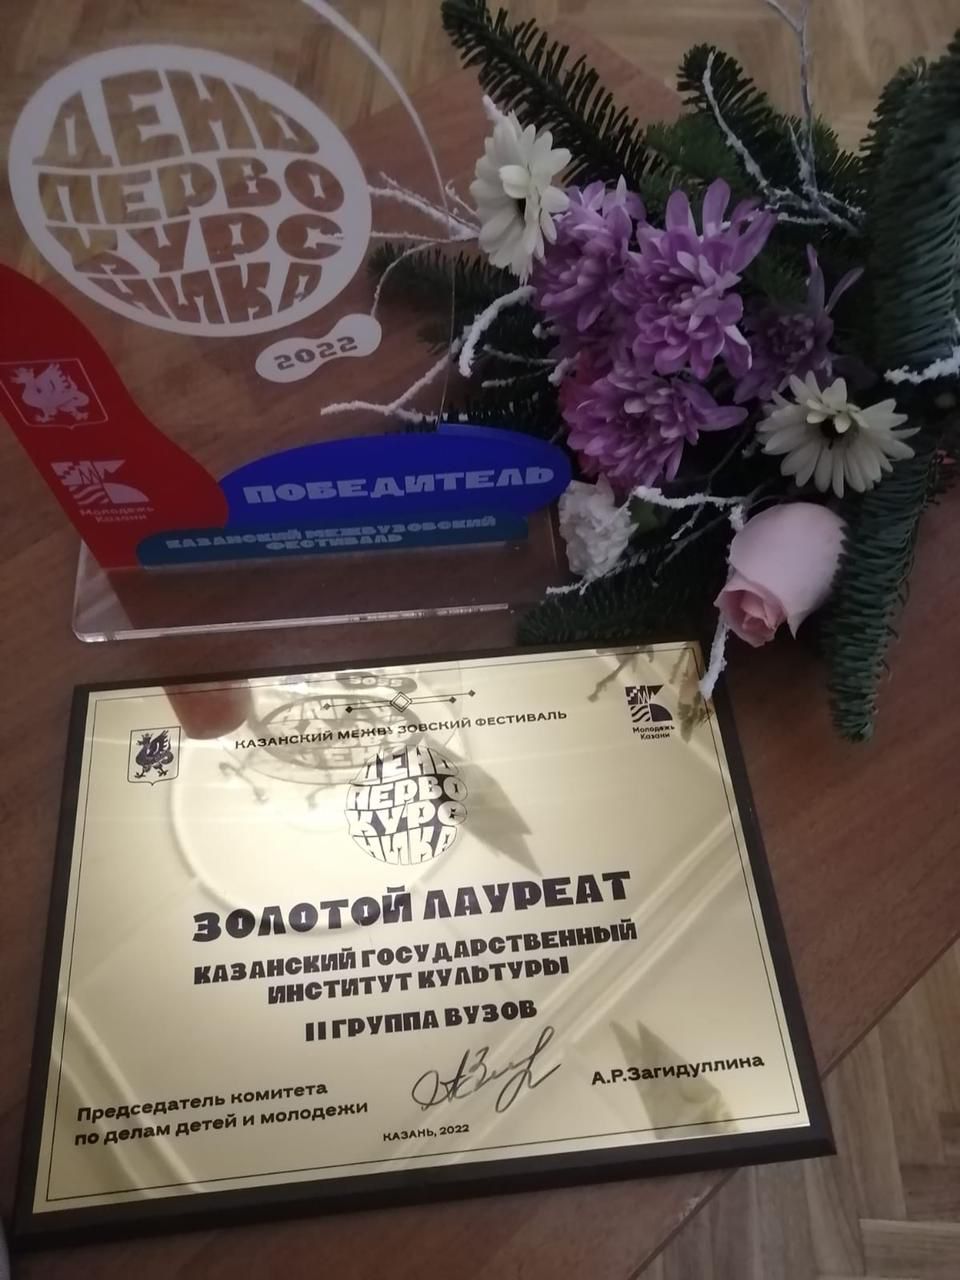 ДЕНЬ
ПЕРВО
КУРС
НИКА
2022
Молодежь
Казани
ПОБЕДИТЕЛЬ
КАЗАНСКИЙ МЕЖВУЗОВСКИЙ
ФЕСТИВАЛЬ
КАЗАНСКИЙ МЕЖВУЗОВСКИЙ ФЕСТИВАЛЬ
Молодежь
Казани
ДЕНЬ
ПЕРВО
КУРС
НИКА
ЗОЛОТОЙ ЛАУРЕАТ
КАЗАНСКИЙ ГОСУДАРСТВЕННЫЙ
ИНСТИТУТ КУЛЬТУРЫ
II ГРУППА ВУЗОВ
Председатель комитета
по делам детей и молодежи
А.Р.Загидуллина
КАЗАНЬ, 2022